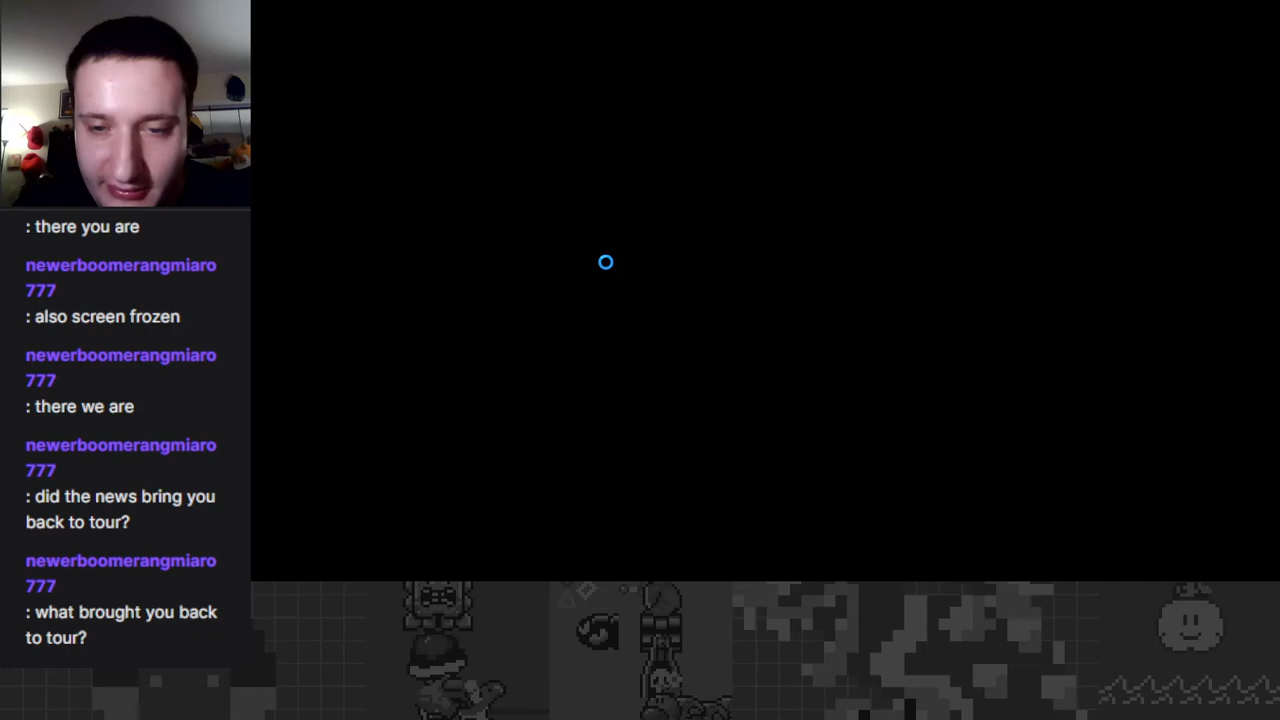 : there you are
newerboomerangmiaro
777
: also screen frozen
newerboomerangmiaro
777
: there we are
newerboomerangmiaro
777
: did the news bring you
back to tour?
newerboomerangmiaro
777
: what brought you back
to tour?